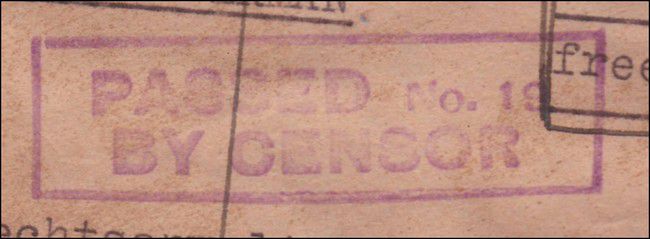 free
PASSED No. 19
BY CENSOR